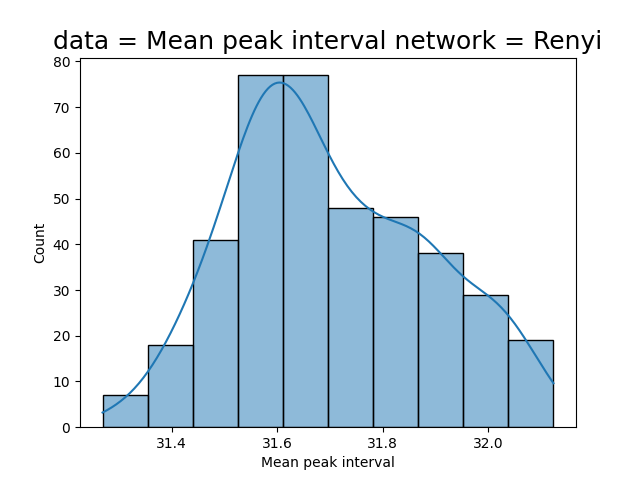 data = Mean peak interval network = Renyi
80
70
60
50
40
30
20
10
0
Count
31.4 31.6 31.8 32.0
Mean peak interval